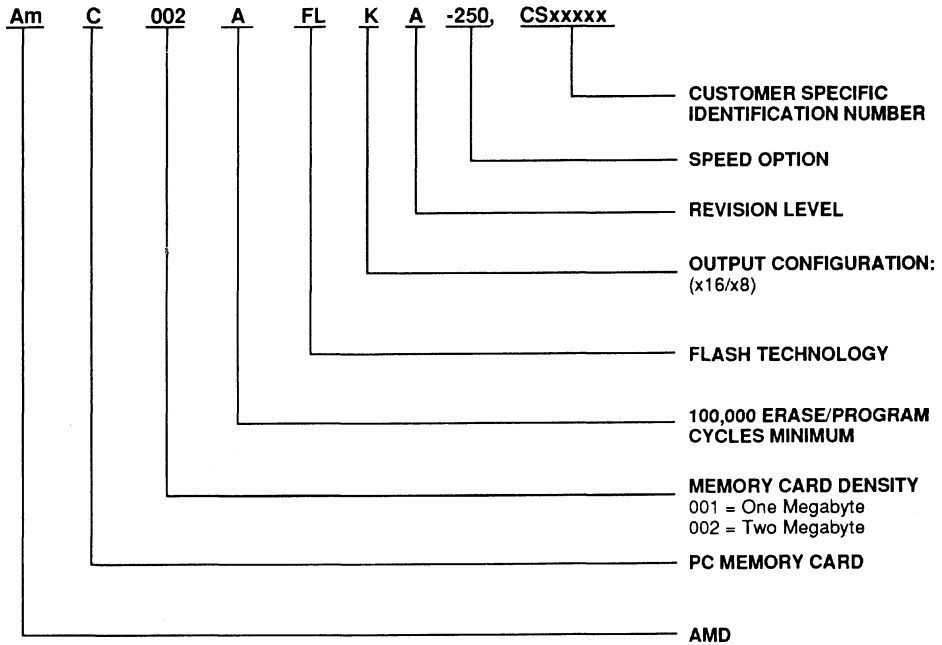 Am C 002 A FL K A -250, CSxxxxx
CUSTOMER SPECIFIC
IDENTIFICATION NUMBER
SPEED OPTION
REVISION LEVEL
OUTPUT CONFIGURATION:
(x16/x8)
FLASH TECHNOLOGY
100,000 ERASE/PROGRAM
CYCLES MINIMUM
MEMORY CARD DENSITY
001 = One Megabyte
002 = Two Megabyte
PC MEMORY CARD
AMD